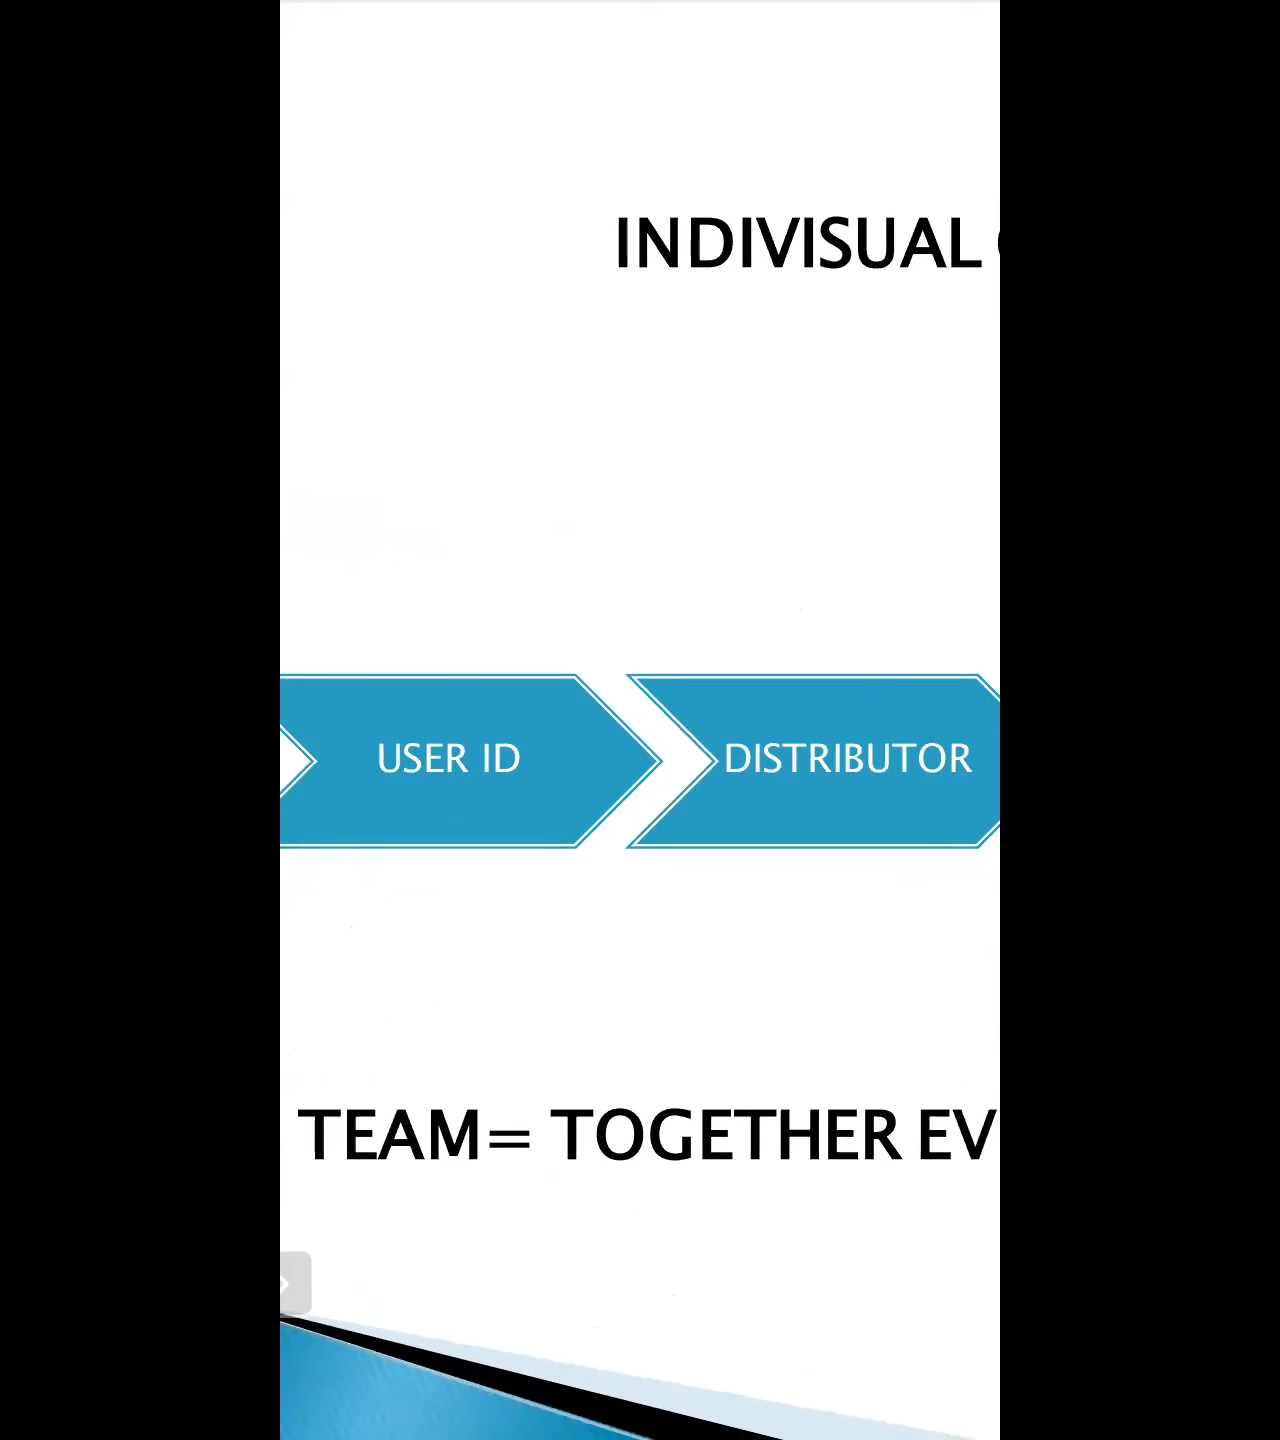 INDIVISUAL
USER ID
DISTRIBUTOR
TEAM= TOGETHER EV